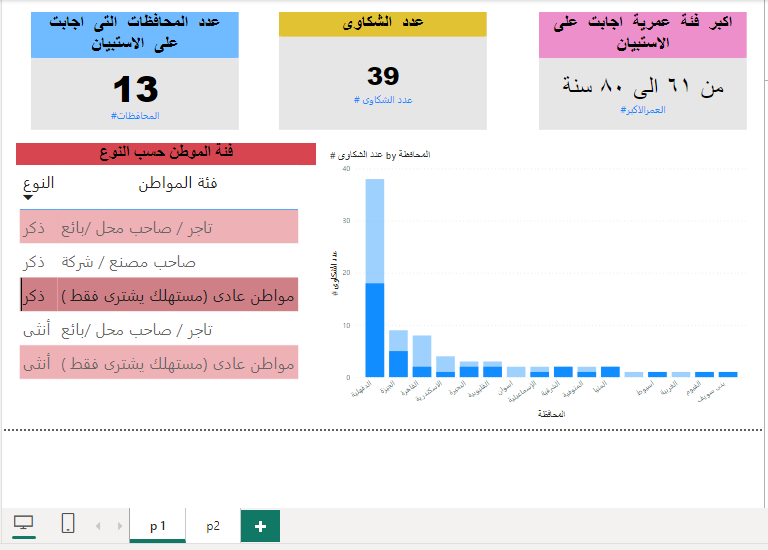 عدد المحافظات التى اجابت
على الاستبيان
13
#المحافظات
عدد الشكاوى
39
# عدد الشكاوى
اكبر فئة عمرية اجابت على
الاستبيان
من ٦١ الى ٨٠ سنة
#العمرالاكبر
فئة الموطن حسب النوع
النوع فئة المواطن
ذكر تاجر / صاحب محل /بائع
ذكر صاحب مصنع / شركة
ذكر مواطن عادى (مستهلك يشترى فقط )
أنثى تاجر / صاحب محل /بائع
أنثى مواطن عادى (مستهلك يشترى فقط )
# عدد الشكاوى by المحافظة
# عدد الشكاوى
40
30
20
10
0
الدقهلية
الجيزة
القاهرة
الاسكندرية
البحيرة
القليوبية
اسوان
الإسماعيلية
الشرقية
المنوفية
المنيا
اسيوط
الغربية
الفيوم
بنى سويف
المحافظة
p 1
p2
+